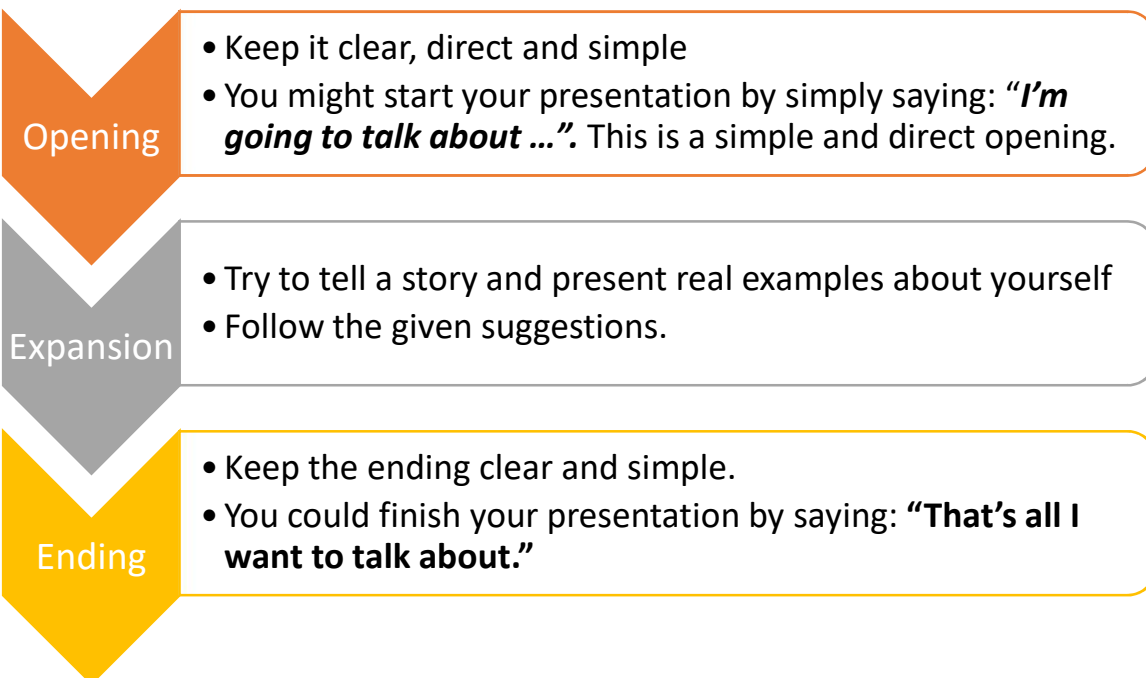 Opening
• Keep it clear, direct and simple
• You might start your presentation by simply saying: “I’m
going to talk about …”. This is a simple and direct opening.
Expansion
• Try to tell a story and present real examples about yourself
• Follow the given suggestions.
Ending
• Keep the ending clear and simple.
• You could finish your presentation by saying: “That’s all I
want to talk about.”